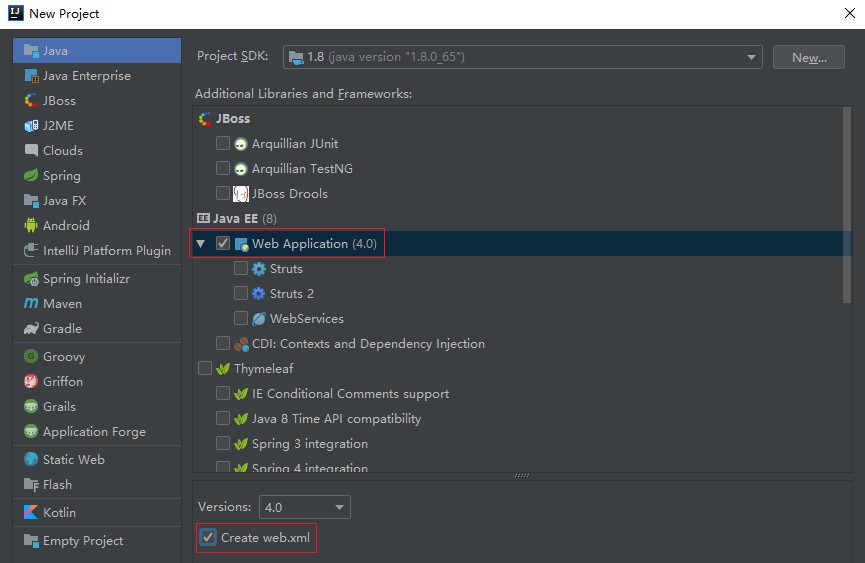 New Project
Java
Java Enterprise
JBoss
J2ME
Clouds
Spring
Java FX
Android
IntelliJ Platform Plugin
Spring Initializr
Maven
Gradle
Groovy
Griffon
Grails
Application Forge
Static Web
Flash
Kotlin
Empty Project
Project SDK: 1.8 (java version "1.8.0_65") New...
Additional Libraries and Frameworks:
JBoss
Arquillian JUnit
Arquillian TestNG
JBoss Drools
Java EE (8)
Web Application (4.0)
Struts
Struts 2
WebServices
CDI: Contexts and Dependency Injection
Thymeleaf
IE Conditional Comments support
Java 8 Time API compatibility
Spring 3 integration
Spring 4 integration
Versions: 4.0
Create web.xml